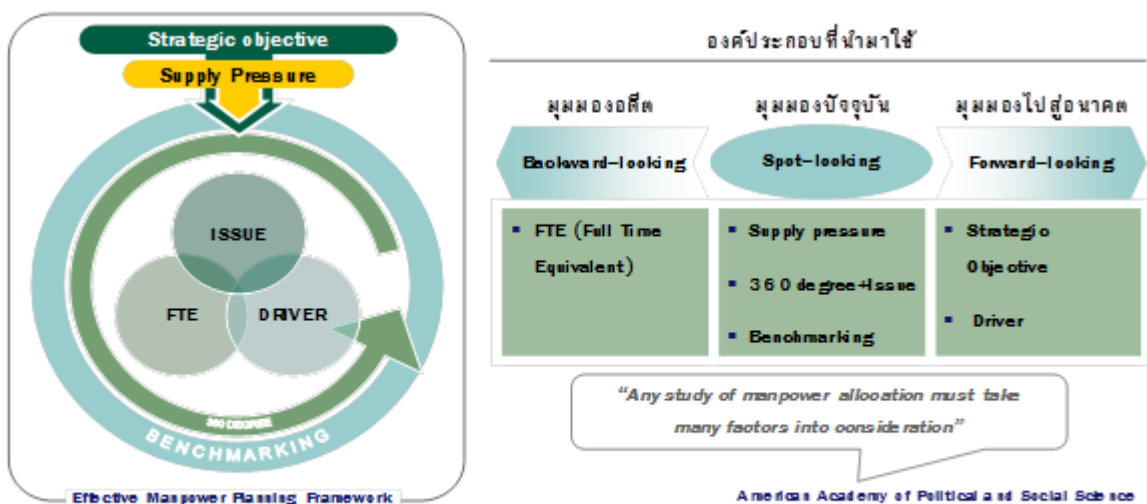 Strategic objective
Supply Pressure
ISSUE
FTE
DRIVER
360 DEGREE
BENCHMARKING
Effective Manpower Planning Framework
องค์ประกอบที่นำมาใช้
มุมมองอดีต
มุมมองปัจจุบัน
มุมมองไปสู่อนาคต
Backward-looking
Spot-looking
Forward-looking
▪ FTE (Full Time
Equivalent)
▪ Supply pressure
▪ 360 degree+Issue
▪ Benchmarking
▪ Strategic
Objective
▪ Driver
“Any study of manpower allocation must take
many factors into consideration”
American Academy of Political and Social Science